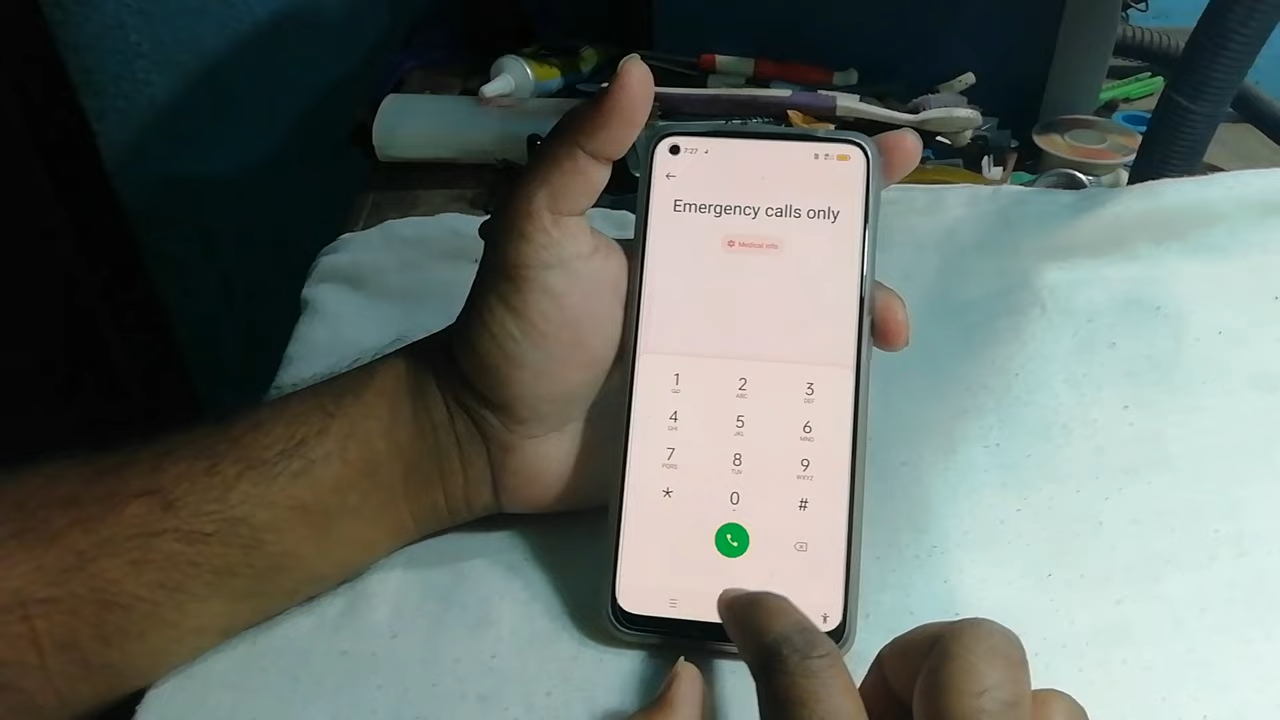 7:27
Emergency calls only
Medical info
1 2 3
ABC DEF
4 5 6
GHI JKL MNO
7 8 9
PQRS TUV WXYZ
* 0 #